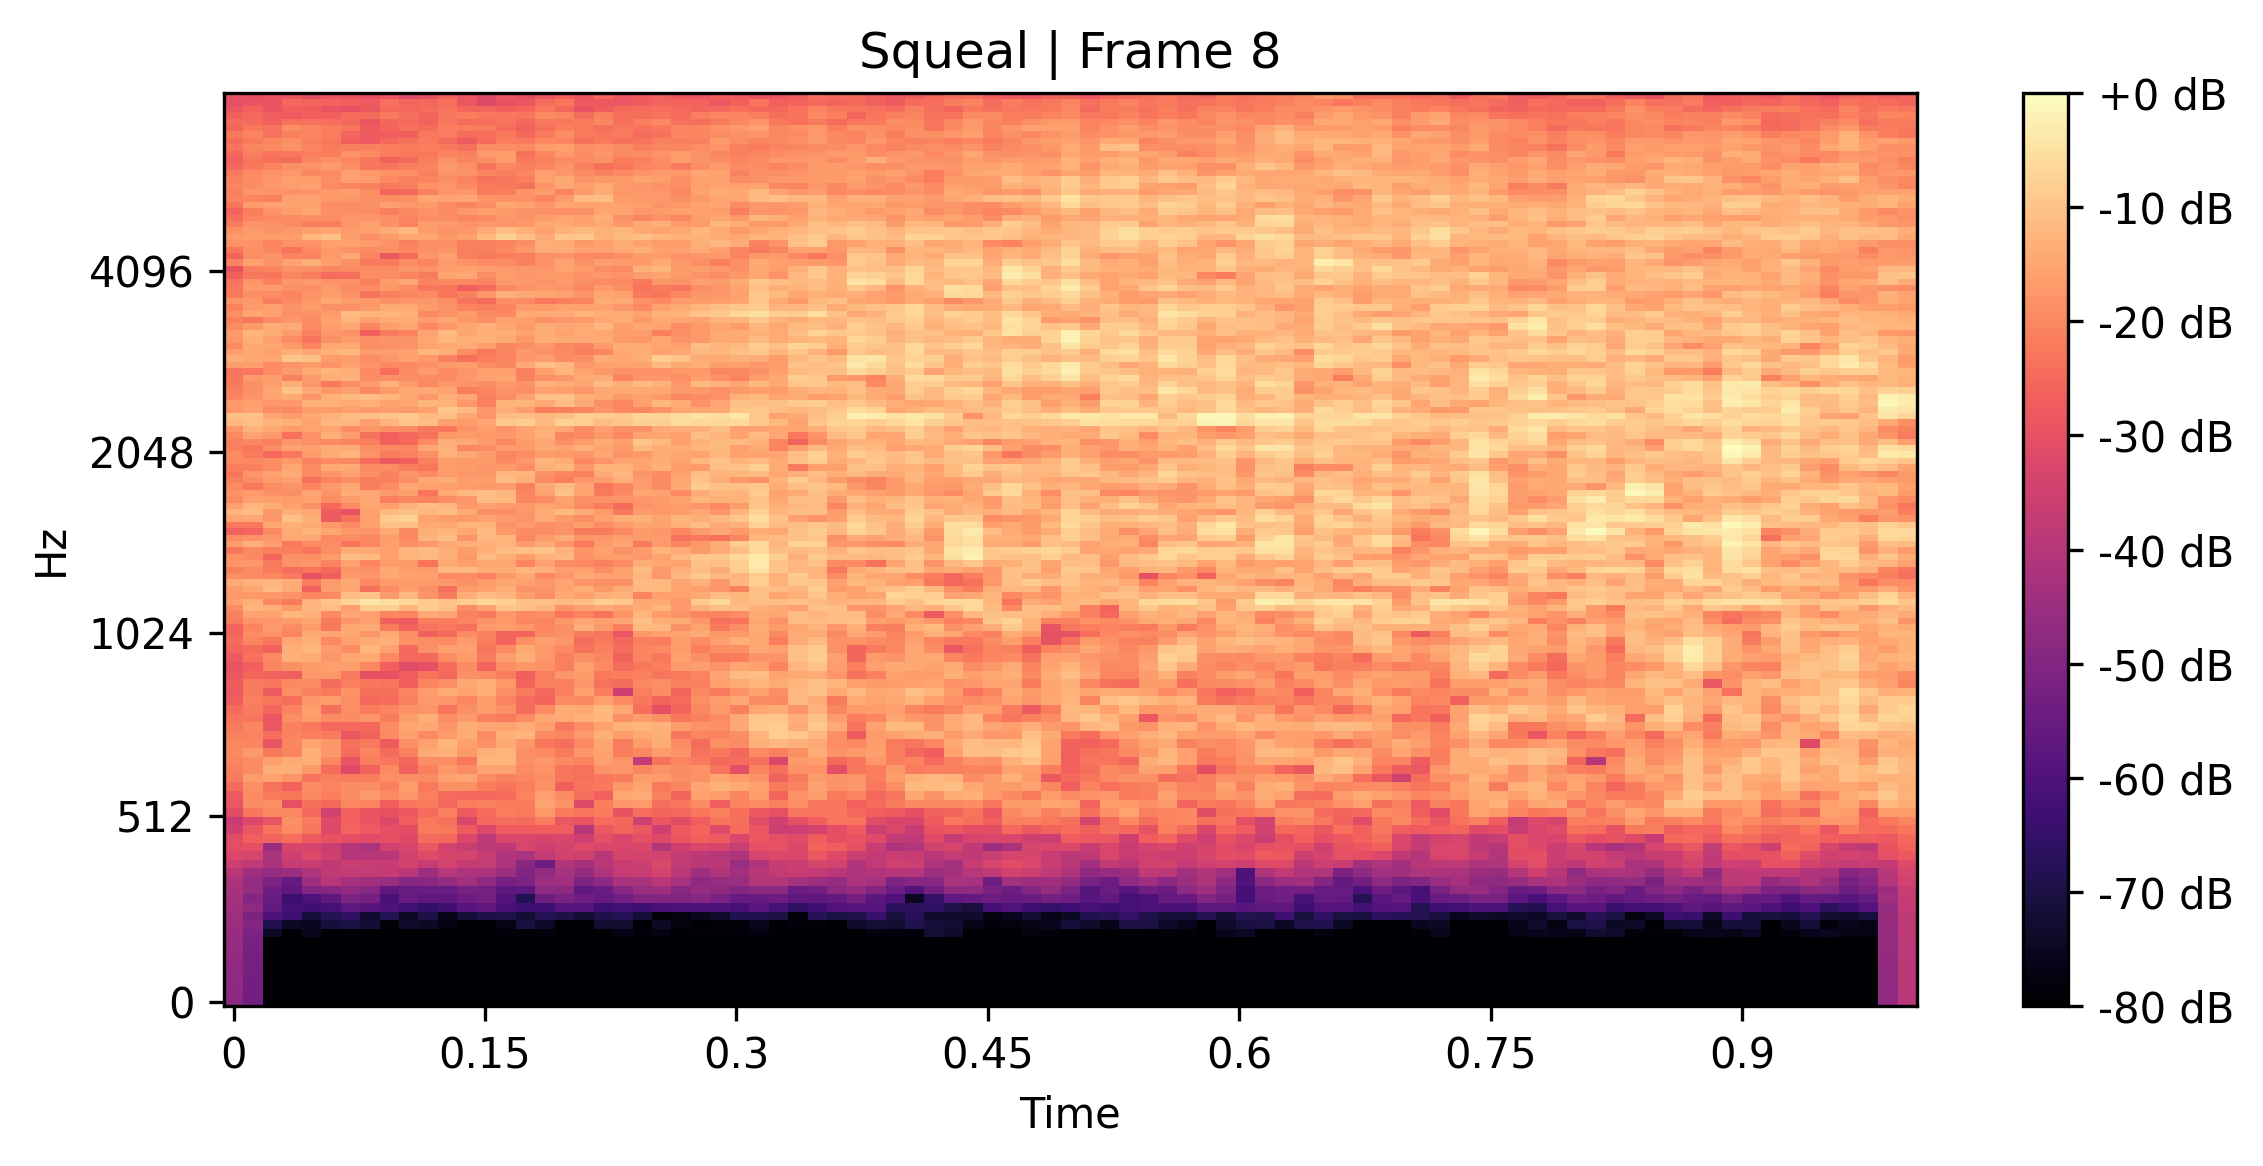 Squeal | Frame 8
Hz
4096
2048
1024
512
0
0 0.15 0.3 0.45 0.6 0.75 0.9
Time
+0 dB
-10 dB
-20 dB
-30 dB
-40 dB
-50 dB
-60 dB
-70 dB
-80 dB